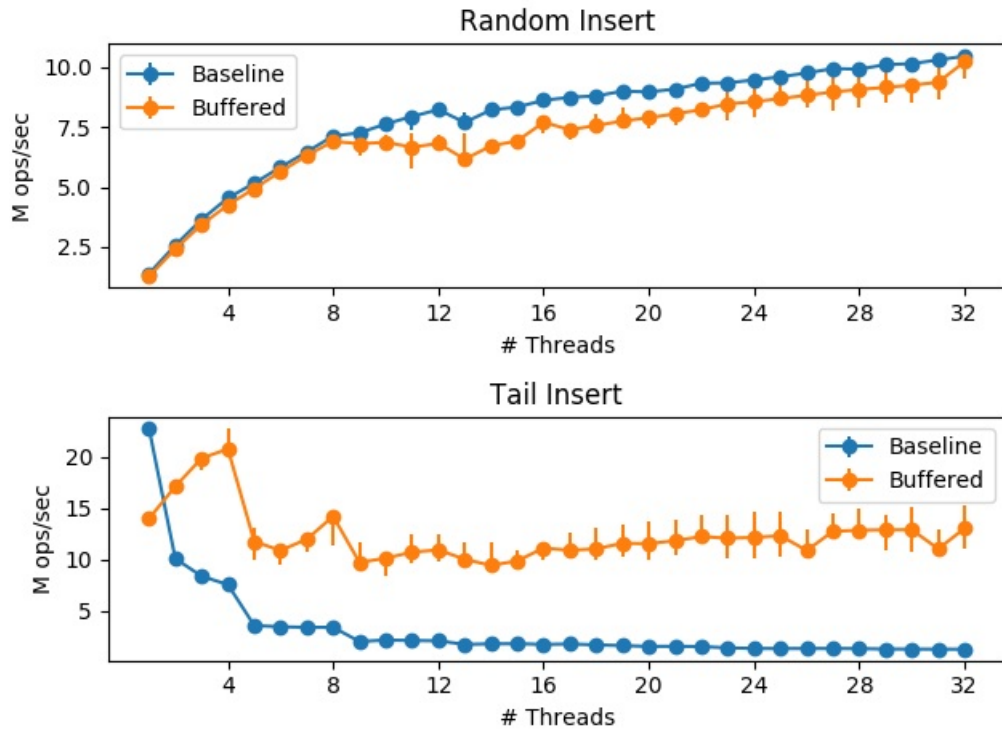 Random Insert
10.0
7.5
5.0
2.5
M ops/sec
Baseline
Buffered
4 8 12 16 20 24 28 32
# Threads
Tail Insert
20
15
10
5
M ops/sec
Baseline
Buffered
4 8 12 16 20 24 28 32
# Threads